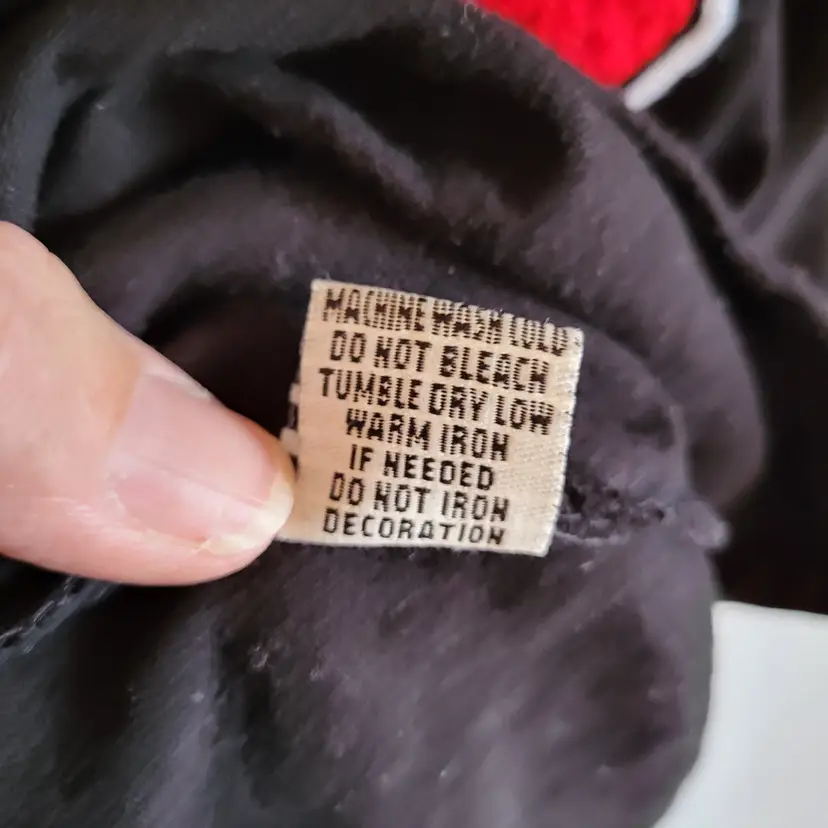 MACHINE WASH COLD
DO NOT BLEACH
TUMBLE DRY LOW
WARM IRON
IF NEEDED
DO NOT IRON
DECORATION